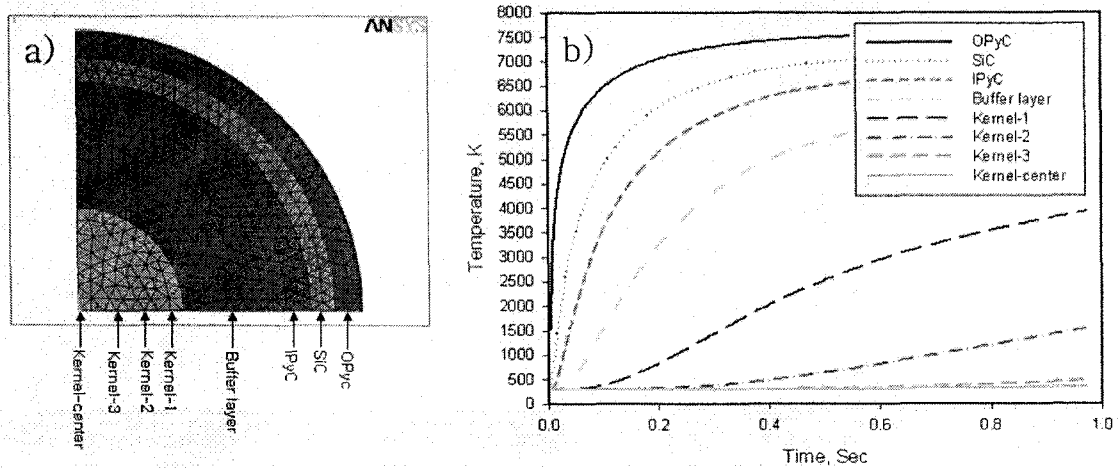 a)
ANSYS
Kernel-center
Kernel-3
Kernel-2
Kernel-1
Buffer layer
IPyC
SiC
OPyc
b)
Temperature, K
8000
7500
7000
6500
6000
5500
5000
4500
4000
3500
3000
2500
2000
1500
1000
500
0
0.0
0.2
0.4
0.6
0.8
1.0
Time, Sec
OPyC
SiC
IPyC
Buffer layer
Kernel-1
Kernel-2
Kernel-3
Kernel-center